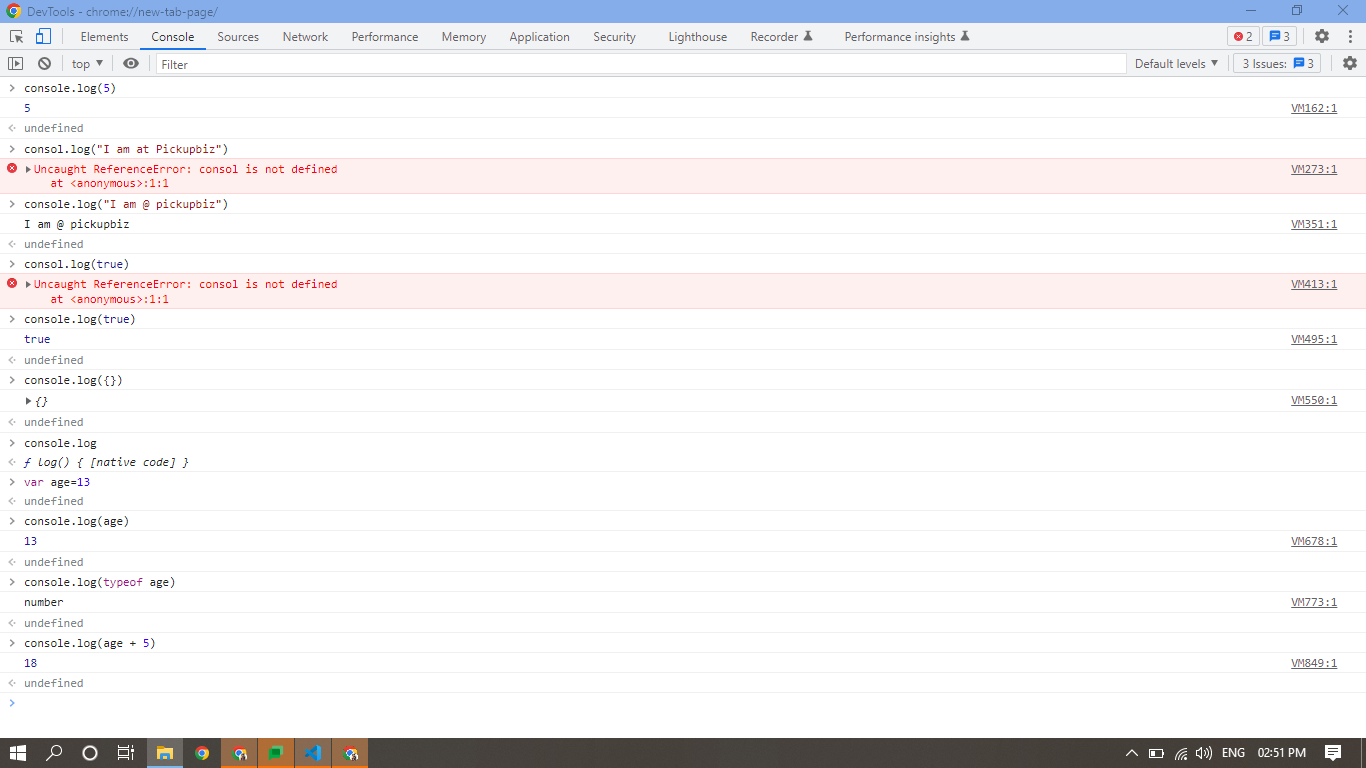 DevTools - chrome://new-tab-page/
Elements Console Sources Network Performance Memory Application Security Lighthouse Recorder Performance insights 2 3
top Filter Default levels 3 Issues: 3
console.log(5)
5 VM162:1
undefined
consol.log("I am at Pickupbiz")
Uncaught ReferenceError: consol is not defined VM273:1
at <anonymous>:1:1
console.log("I am @ pickupbiz")
I am @ pickupbiz VM351:1
undefined
consol.log(true)
Uncaught ReferenceError: consol is not defined VM413:1
at <anonymous>:1:1
console.log(true)
true VM495:1
undefined
console.log({})
{} VM550:1
undefined
console.log
ƒ log() { [native code] }
var age=13
undefined
console.log(age)
13 VM678:1
undefined
console.log(typeof age)
number VM773:1
undefined
console.log(age + 5)
18 VM849:1
undefined
ENG 02:51 PM